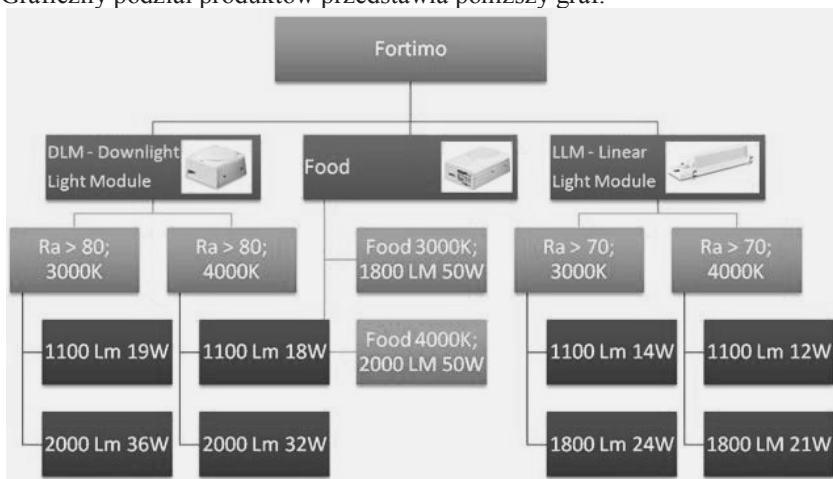 Graficzny podział produktów przedstawia poniższy graf.
Fortimo
DLM - Downlight
Light Module
Food
LLM - Linear
Light Module
Ra > 80;
3000K
Ra > 80;
4000K
Food 3000K;
1800 LM 50W
Ra > 70;
3000K
Ra > 70;
4000K
1100 Lm 19W
1100 Lm 18W
Food 4000K;
2000 LM 50W
1100 Lm 14W
1100 Lm 12W
2000 Lm 36W
2000 Lm 32W
1800 Lm 24W
1800 LM 21W